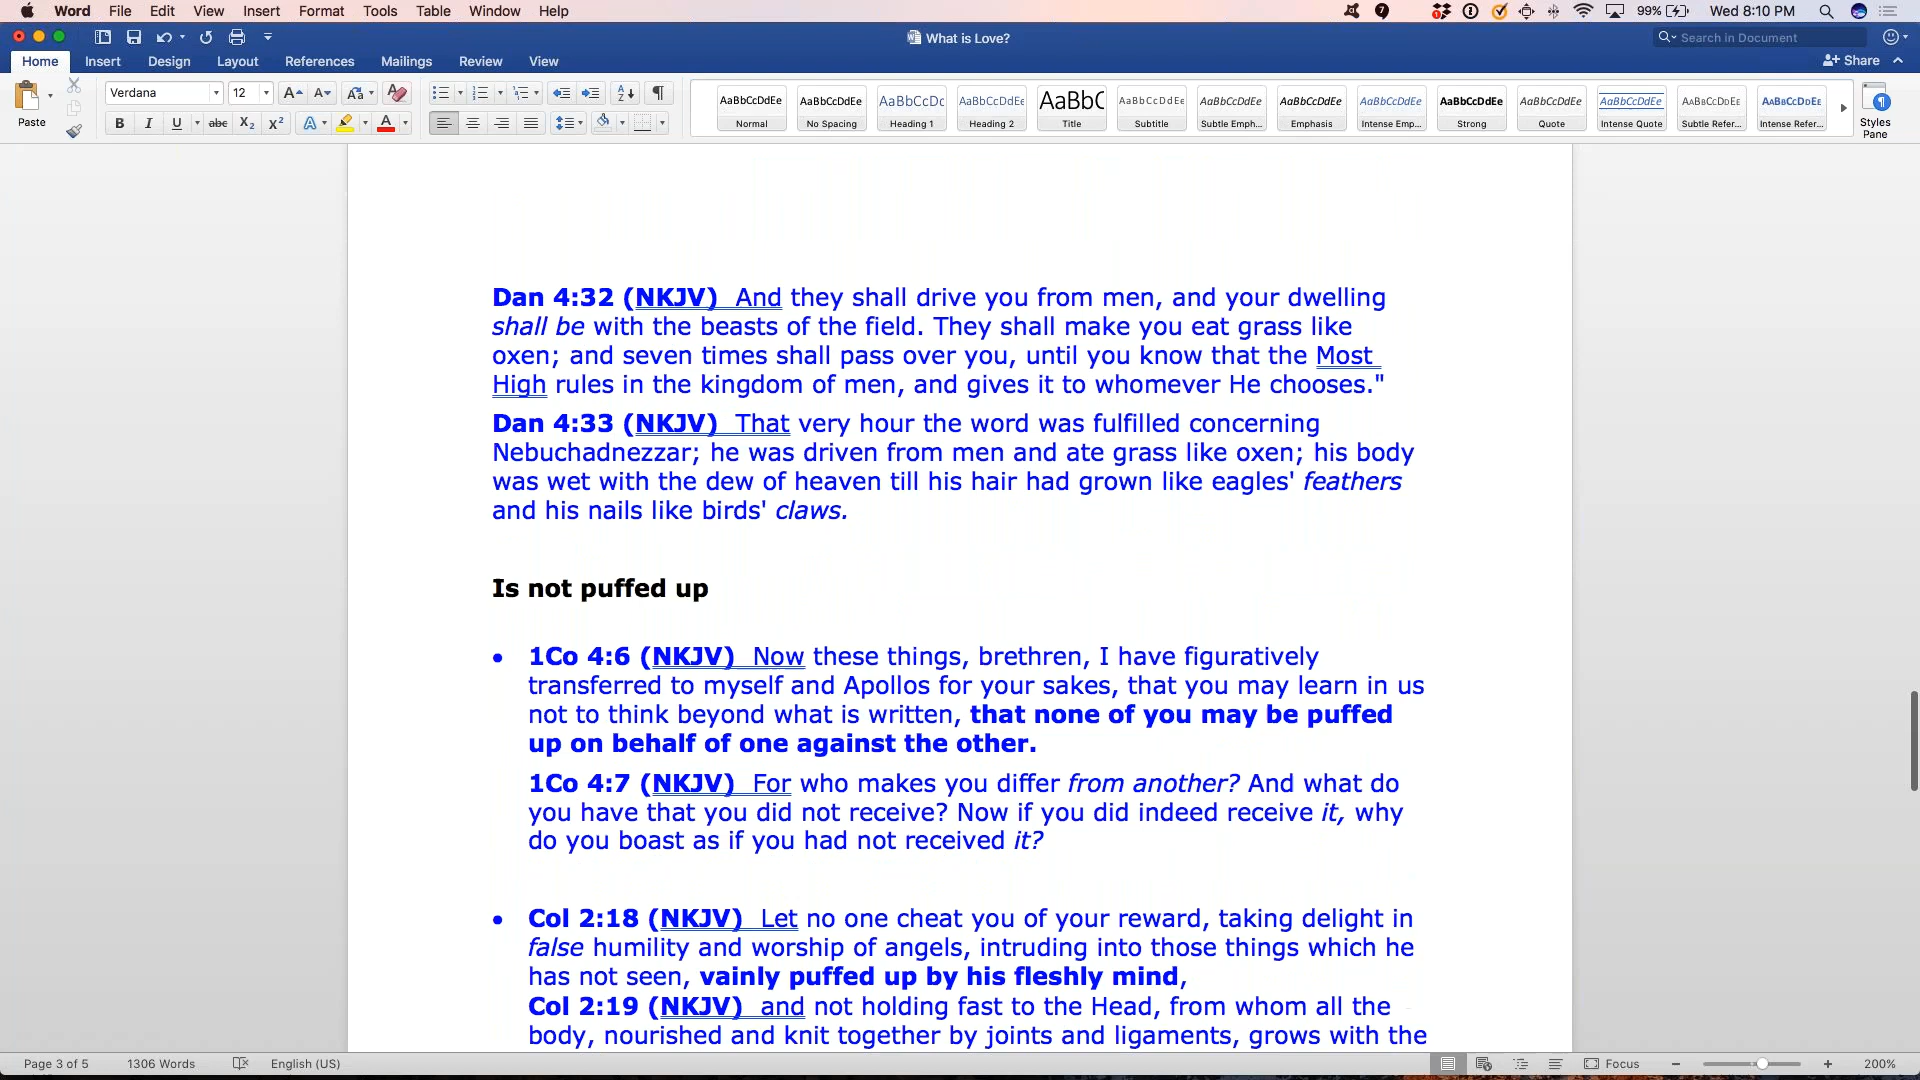 Word File Edit View Insert Format Tools Table Window Help 99% Wed 8:10 PM
What is Love?
Search in Document
Home Insert Design Layout References Mailings Review View
Share
Paste
Verdana 12
AaBbCcDdEe AaBbCcDdEe AaBbCcDc AaBbCcDdEe AaBbC AaBbCcDdEe AaBbCcDdEe AaBbCcDdEe AaBbCcDdEe AaBbCcDdEe AaBbCcDdEe AaBbCcDdEe AaBbCcDdEe AaBbCcDdEe
Normal No Spacing Heading 1 Heading 2 Title Subtitle Subtle Emph... Emphasis Intense Emp... Strong Quote Intense Quote Subtle Refer... Intense Refer...
Styles
Pane
Dan 4:32 (NKJV) And they shall drive you from men, and your dwelling
shall be with the beasts of the field. They shall make you eat grass like
oxen; and seven times shall pass over you, until you know that the Most
High rules in the kingdom of men, and gives it to whomever He chooses."
Dan 4:33 (NKJV) That very hour the word was fulfilled concerning
Nebuchadnezzar; he was driven from men and ate grass like oxen; his body
was wet with the dew of heaven till his hair had grown like eagles' feathers
and his nails like birds' claws.
Is not puffed up
• 1Co 4:6 (NKJV) Now these things, brethren, I have figuratively
transferred to myself and Apollos for your sakes, that you may learn in us
not to think beyond what is written, that none of you may be puffed
up on behalf of one against the other.
1Co 4:7 (NKJV) For who makes you differ from another? And what do
you have that you did not receive? Now if you did indeed receive it, why
do you boast as if you had not received it?
• Col 2:18 (NKJV) Let no one cheat you of your reward, taking delight in
false humility and worship of angels, intruding into those things which he
has not seen, vainly puffed up by his fleshly mind,
Col 2:19 (NKJV) and not holding fast to the Head, from whom all the
body, nourished and knit together by joints and ligaments, grows with the
Page 3 of 5 1306 Words English (US) Focus 200%